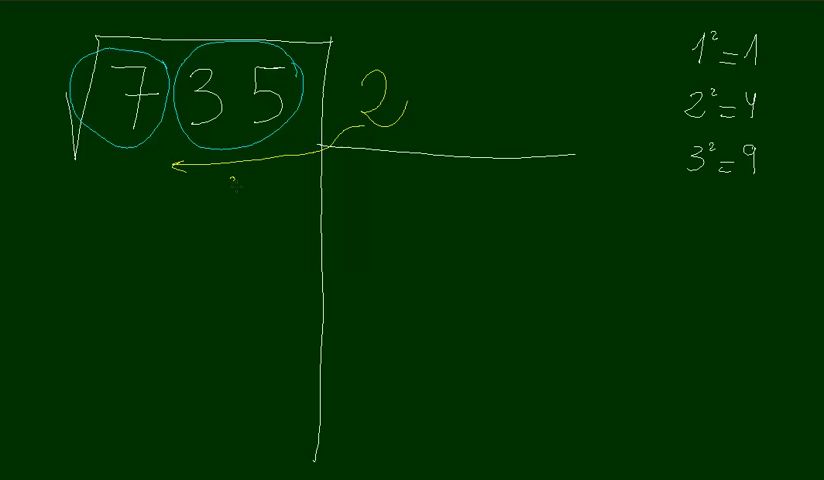 √735 2
1² = 1
2² = 4
3² = 9